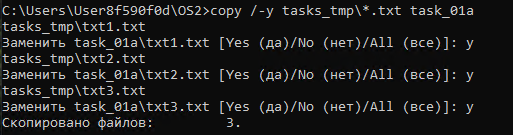 C:\Users\User8f590f0d\OS2>copy /-y tasks_tmp\*.txt task_01a
tasks_tmp\txt1.txt
Заменить task_01a\txt1.txt [Yes (да)/No (нет)/All (все)]: y
tasks_tmp\txt2.txt
Заменить task_01a\txt2.txt [Yes (да)/No (нет)/All (все)]: y
tasks_tmp\txt3.txt
Заменить task_01a\txt3.txt [Yes (да)/No (нет)/All (все)]: y
Скопировано файлов:         3.